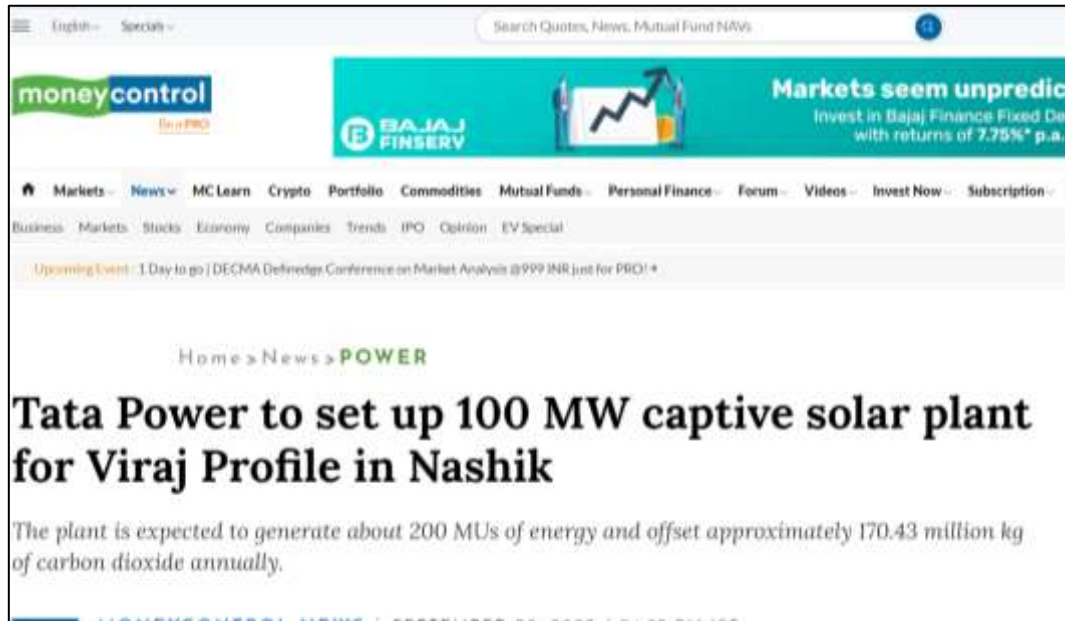 English Specials Search Quotes, News, Mutual Fund NAVs
moneycontrol
Be a PRO
BAJAJ
FINSERV
Markets seem unpredic
Invest in Bajaj Finance Fixed De
with returns of 7.75%* p.a.
Markets News MC Learn Crypto Portfolio Commodities Mutual Funds Personal Finance Forum Videos Invest Now Subscription
Business Markets Stocks Economy Companies Trends IPO Opinion EV Special
Upcoming Event : 1 Day to go | DECMA Definedge Conference on Market Analysis @999 INR just for PRO!
Home » News » POWER
Tata Power to set up 100 MW captive solar plant
for Viraj Profile in Nashik
The plant is expected to generate about 200 MUs of energy and offset approximately 170.43 million kg
of carbon dioxide annually.
MONEYCONTROL NEWS | SEPTEMBER